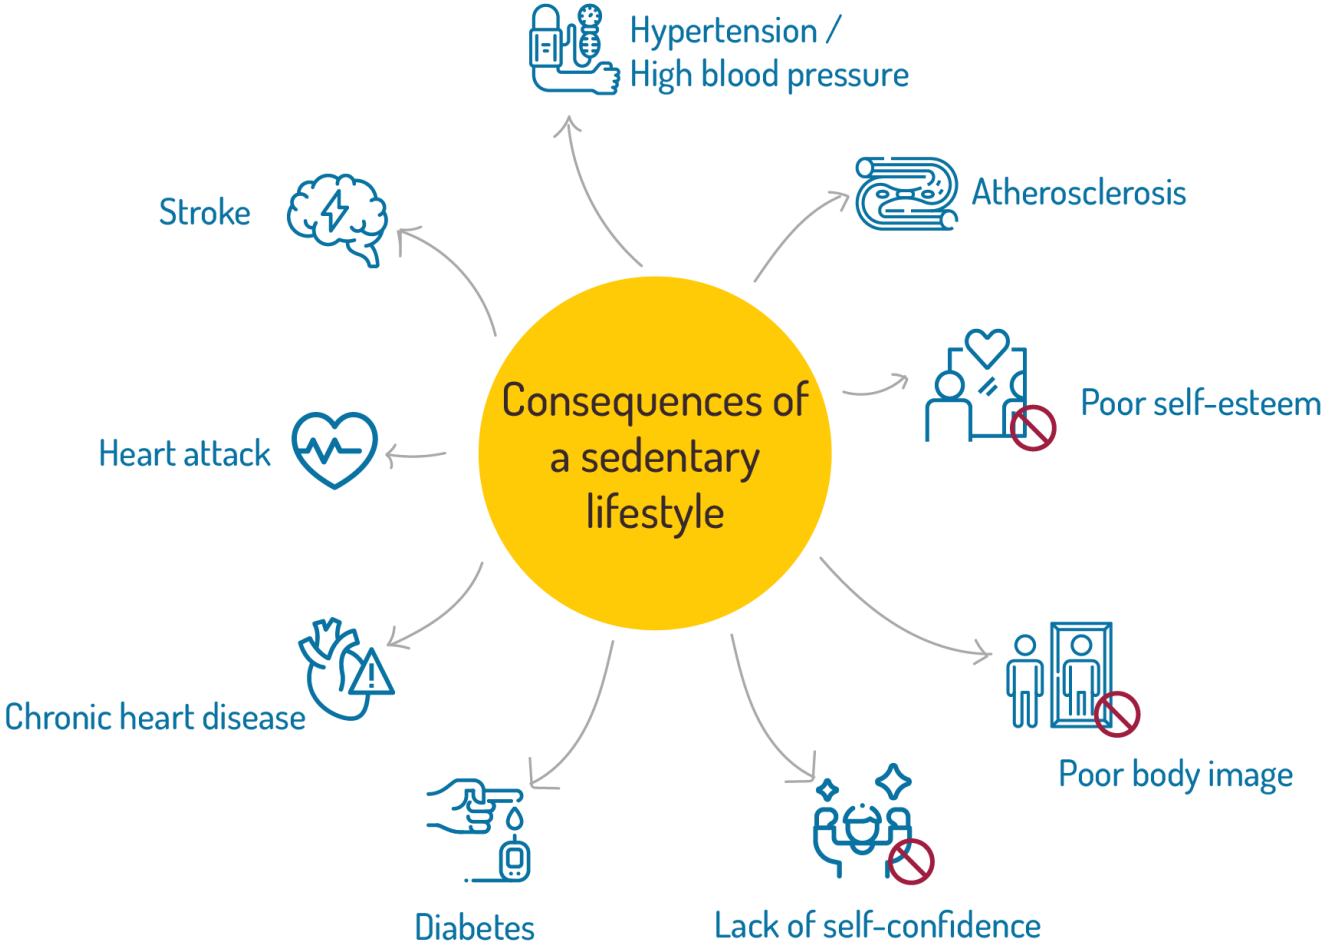 Hypertension /
High blood pressure
Atherosclerosis
Stroke
Poor self-esteem
Consequences of
a sedentary
lifestyle
Heart attack
Chronic heart disease
Poor body image
Diabetes
Lack of self-confidence